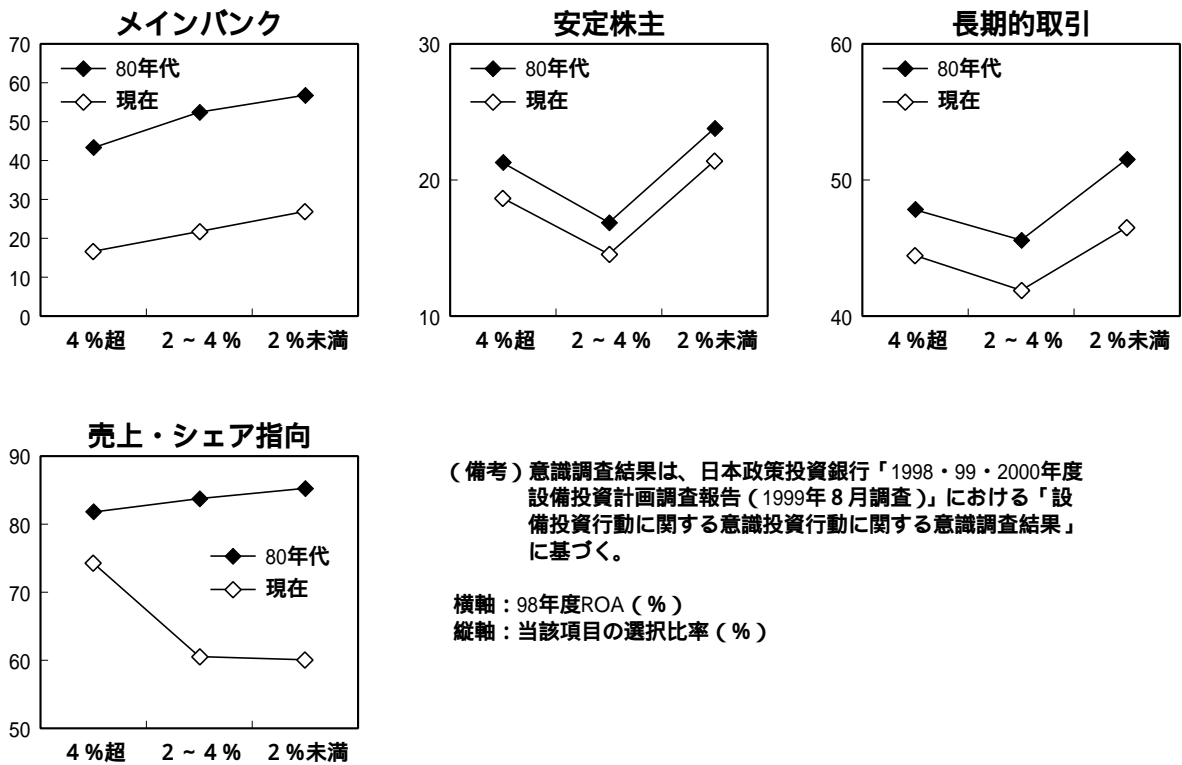 メインバンク
70
60
50
40
30
20
10
0
80年代
現在
4%超 2~4% 2%未満
安定株主
30
20
10
80年代
現在
4%超 2~4% 2%未満
長期的取引
60
50
40
80年代
現在
4%超 2~4% 2%未満
売上・シェア指向
90
80
70
60
50
80年代
現在
4%超 2~4% 2%未満
(備考)意識調査結果は、日本政策投資銀行「1998・99・2000年度
設備投資計画調査報告(1999年8月調査)」における「設
備投資行動に関する意識投資行動に関する意識調査結果」
に基づく。
横軸:98年度ROA(%)
縦軸:当該項目の選択比率(%)